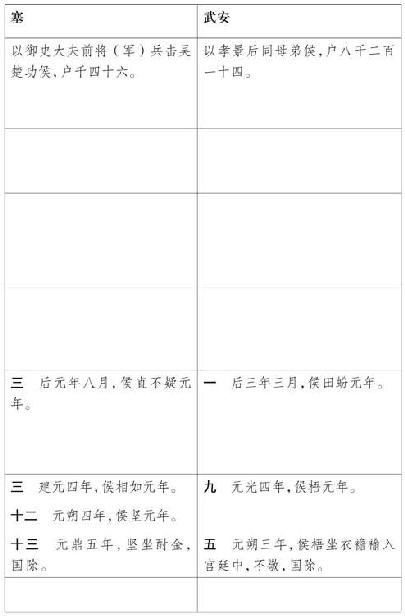 塞
武安
以御史大夫前将（军）兵击吴
楚功侯，户千四十六。
以孝景后同母弟侯，户八千二百
一十四。
三　后元年八月，侯直不疑元
年。
一　后三年三月，侯田蚡元年。
三　建元四年，侯相如元年。
十二　元朔四年，侯坚元年。
十三　元鼎五年，坚坐酎金，
国除。
九　元光四年，侯梧元年。
五　元朔三年，侯梧坐衣襜褕入
宫延中，不敬，国除。